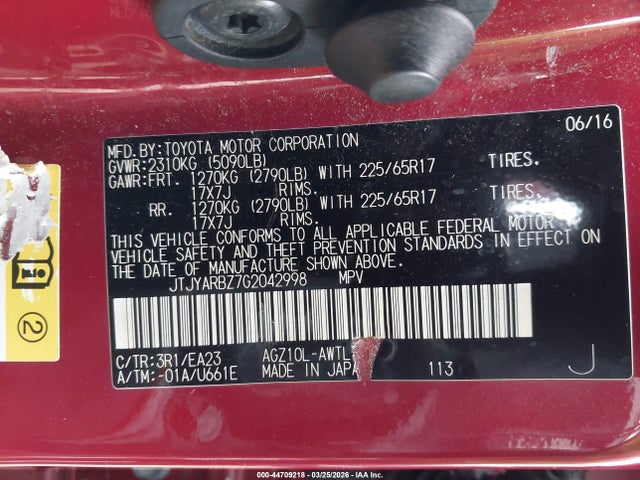 06/16
MFD.BY:TOYOTA MOTOR CORPORATION
GVWR:2310KG (5090LB)
GAWR:FRT. 1270KG (2790LB) WITH 225/65R17 TIRES.
17X7J RIMS.
RR. 1270KG (2790LB) WITH 225/65R17 TIRES.
17X7J RIMS.
THIS VEHICLE CONFORMS TO ALL APPLICABLE FEDERAL MOTOR
VEHICLE SAFETY AND THEFT PREVENTION STANDARDS IN EFFECT ON
THE DATE OF MANUFACTURE SHOWN ABOVE.
JTJYARBZ7G2042998 MPV
C/TR:3R1/EA23 AGZ10L-AWTL
A/TM:-01A/U661E MADE IN JAPAN 113 J
2
000-44709218 - 03/25/2026 - IAA Inc.